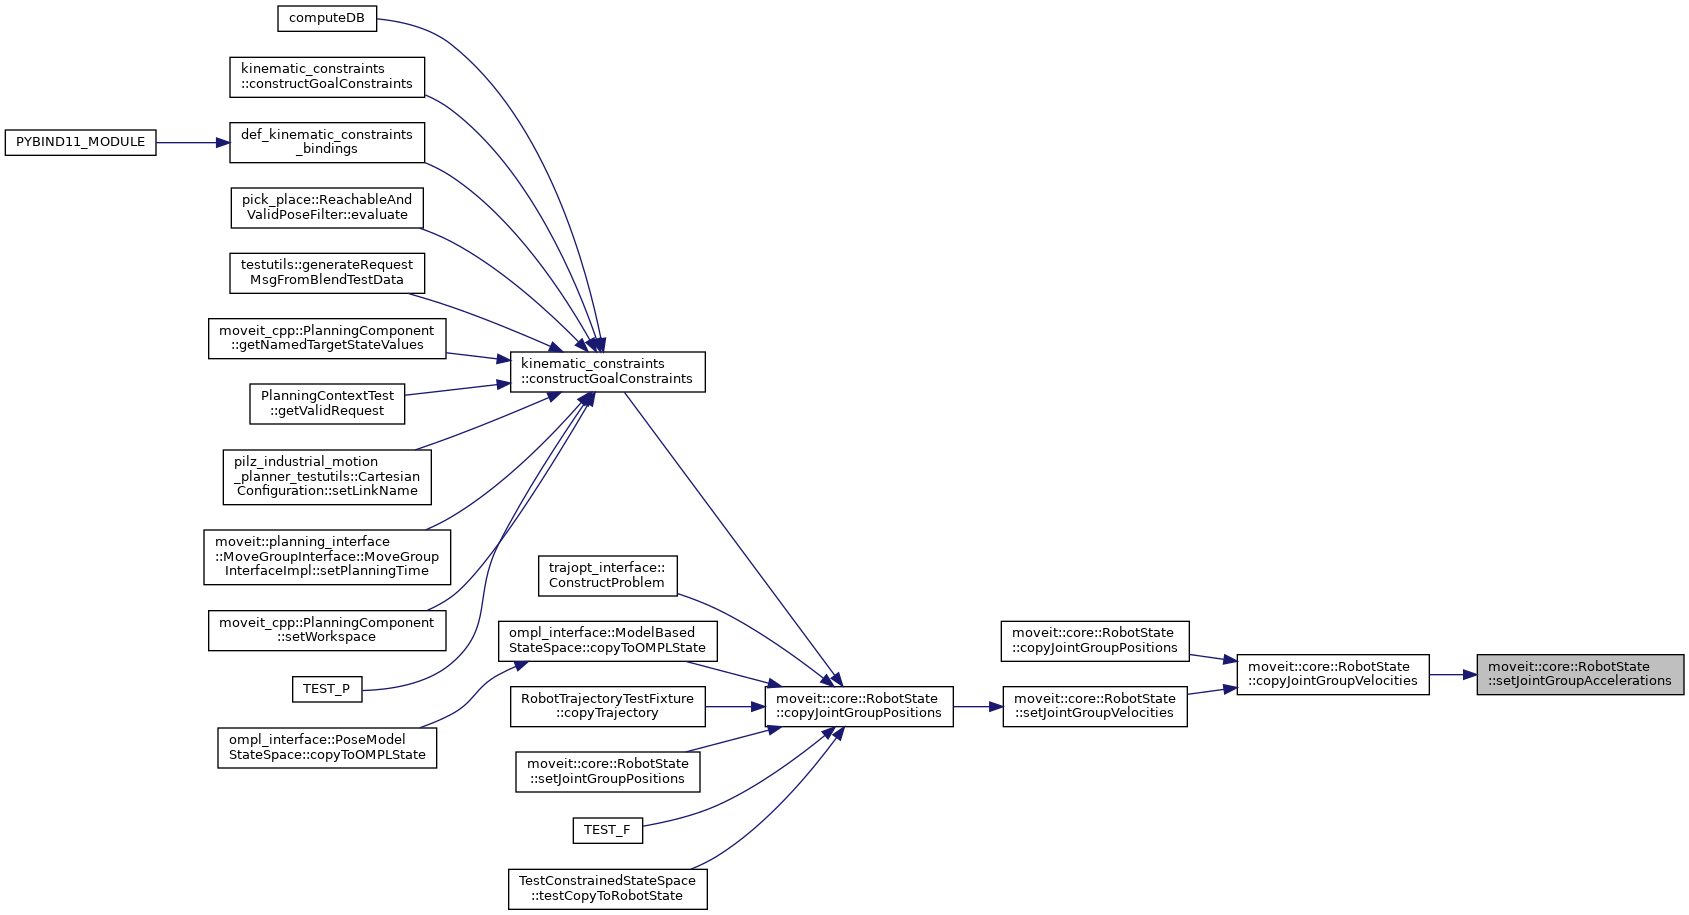 computeDB
kinematic_constraints
::constructGoalConstraints
PYBIND11_MODULE
def_kinematic_constraints
_bindings
pick_place::ReachableAnd
ValidPoseFilter::evaluate
testutils::generateRequest
MsgFromBlendTestData
moveit_cpp::PlanningComponent
::getNamedTargetStateValues
kinematic_constraints
::constructGoalConstraints
PlanningContextTest
::getValidRequest
pilz_industrial_motion
_planner_testutils::Cartesian
Configuration::setLinkName
moveit::planning_interface
::MoveGroupInterface::MoveGroup
InterfaceImpl::setPlanningTime
moveit_cpp::PlanningComponent
::setWorkspace
TEST_P
trajopt_interface::
ConstructProblem
ompl_interface::ModelBased
StateSpace::copyToOMPLState
ompl_interface::PoseModel
StateSpace::copyToOMPLState
RobotTrajectoryTestFixture
::copyTrajectory
moveit::core::RobotState
::setJointGroupPositions
TEST_F
TestConstrainedStateSpace
::testCopyToRobotState
moveit::core::RobotState
::copyJointGroupPositions
moveit::core::RobotState
::copyJointGroupPositions
moveit::core::RobotState
::setJointGroupVelocities
moveit::core::RobotState
::copyJointGroupVelocities
moveit::core::RobotState
::setJointGroupAccelerations